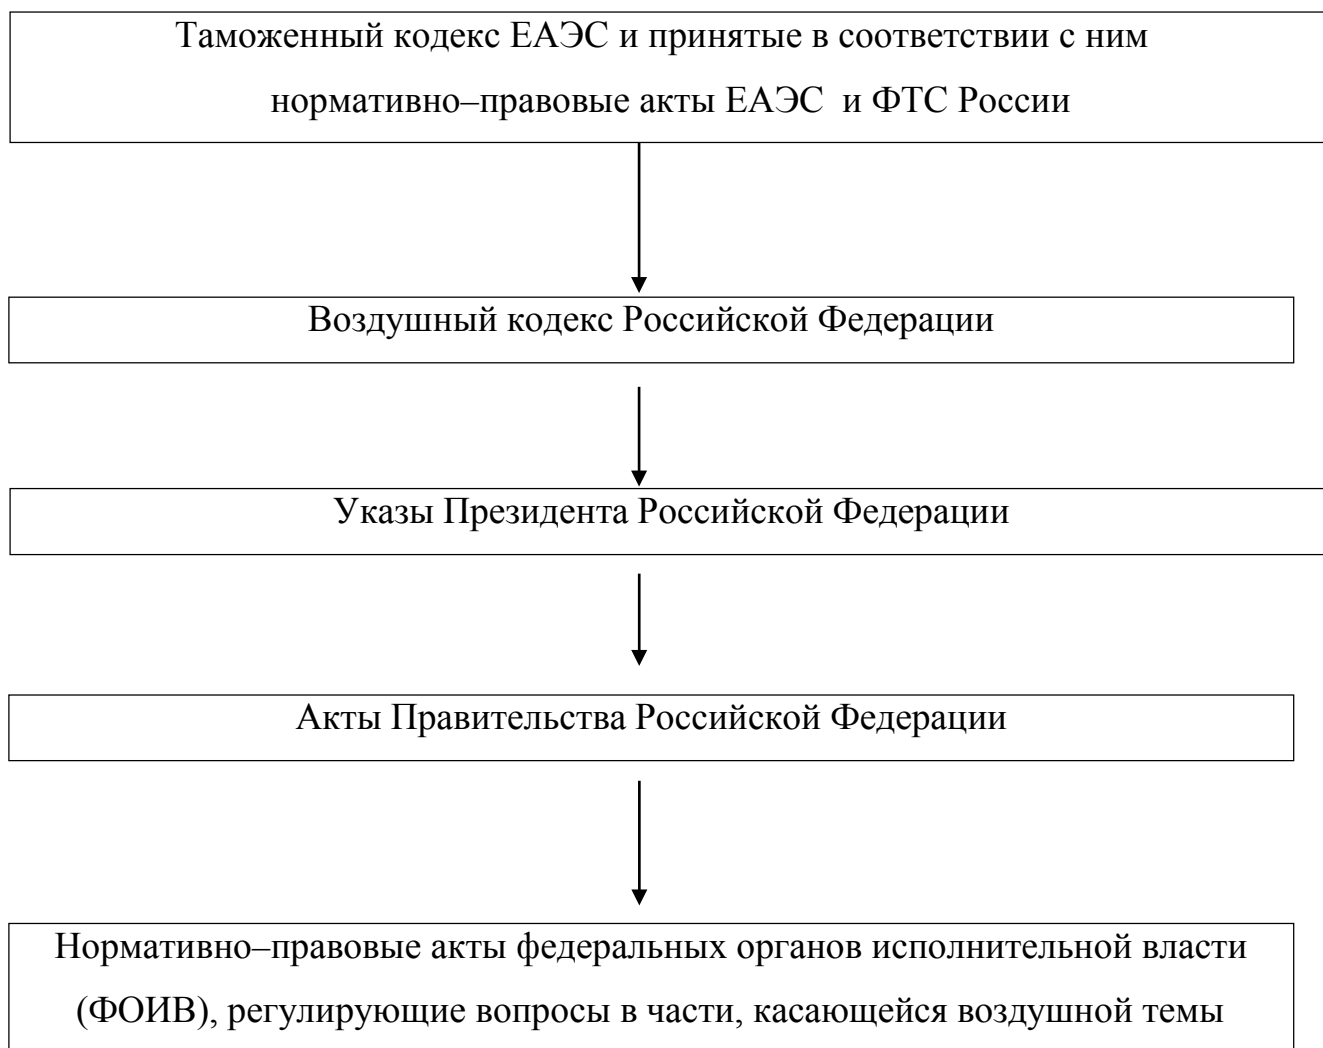 Таможенный кодекс ЕАЭС и принятые в соответствии с ним
нормативно–правовые акты ЕАЭС и ФТС России
Воздушный кодекс Российской Федерации
Указы Президента Российской Федерации
Акты Правительства Российской Федерации
Нормативно–правовые акты федеральных органов исполнительной власти
(ФОИВ), регулирующие вопросы в части, касающейся воздушной темы